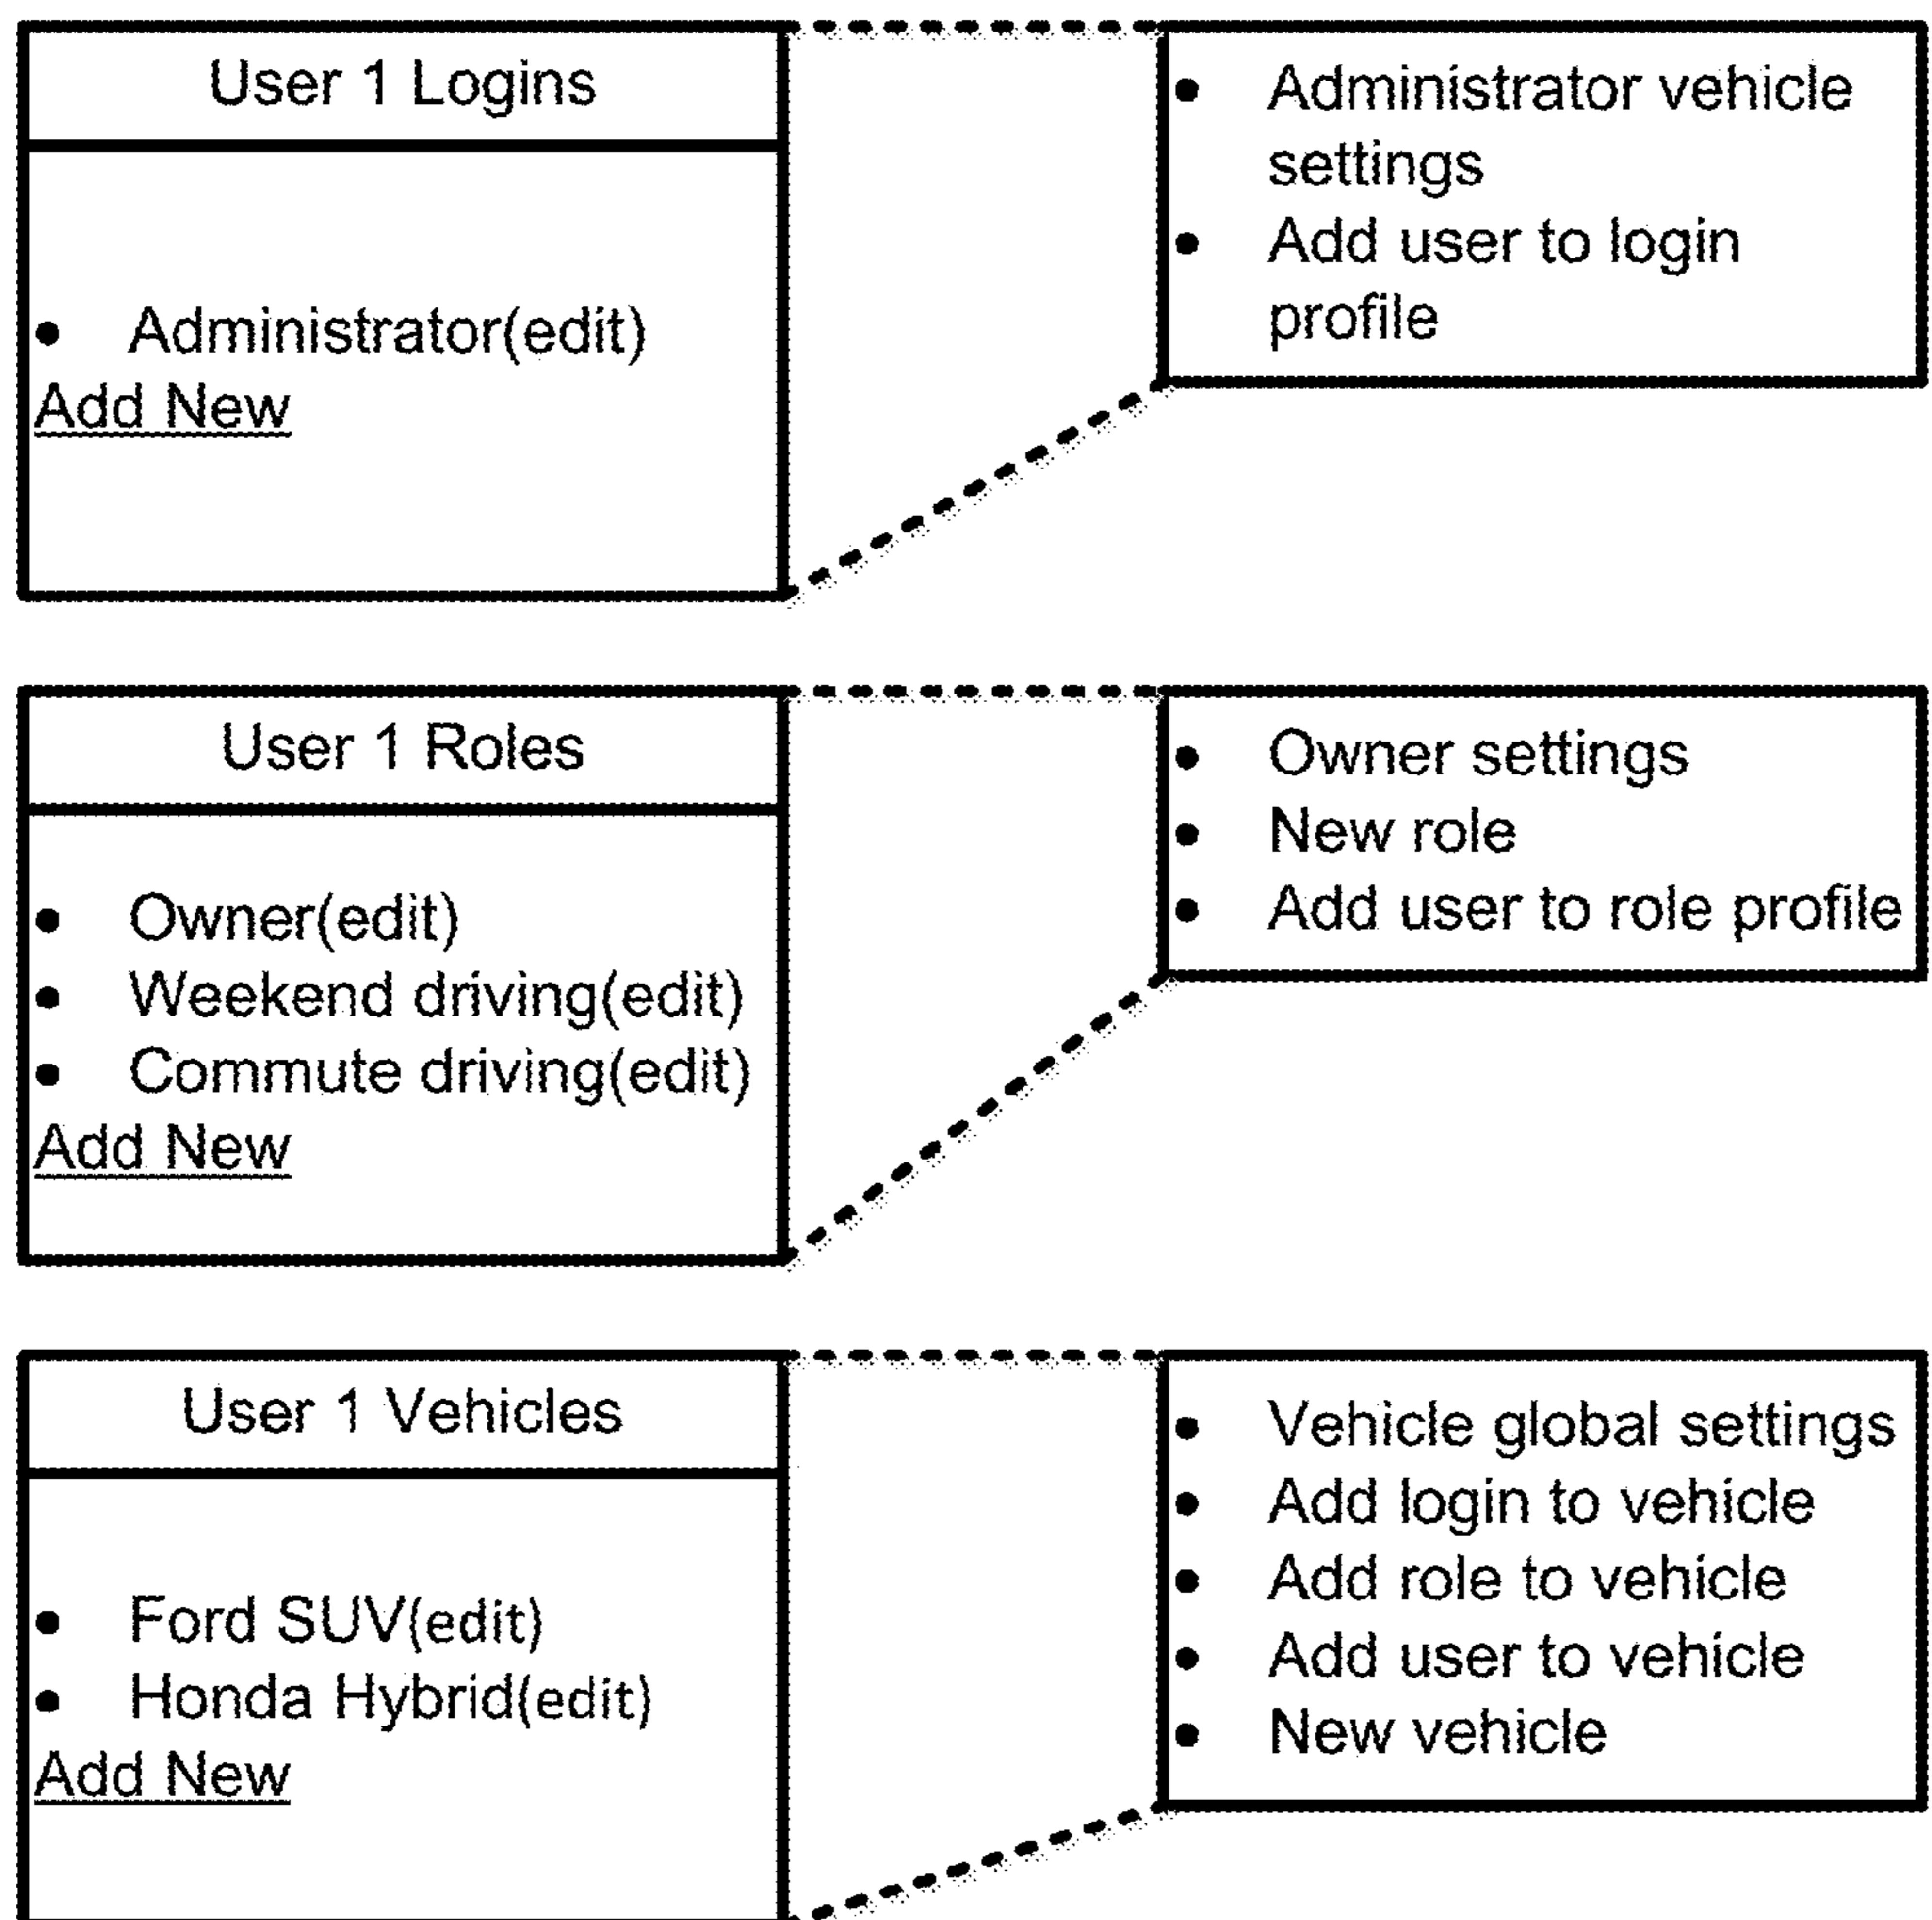 User 1 Logins
• Administrator(edit)
Add New
• Administrator vehicle
settings
• Add user to login
profile
User 1 Roles
• Owner(edit)
• Weekend driving(edit)
• Commute driving(edit)
Add New
• Owner settings
• New role
• Add user to role profile
User 1 Vehicles
• Ford SUV(edit)
• Honda Hybrid(edit)
Add New
• Vehicle global settings
• Add login to vehicle
• Add role to vehicle
• Add user to vehicle
• New vehicle